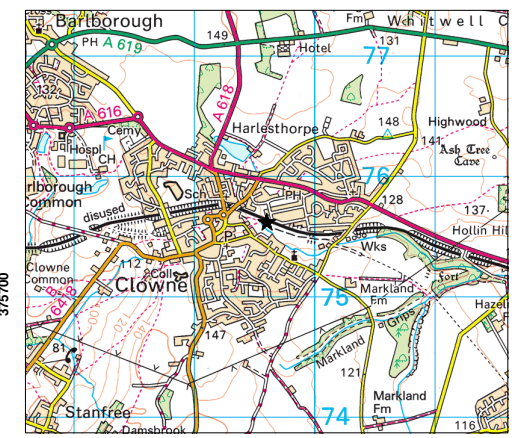 Barlborough
Fm
Whitwell C
PH
A 619
149
Hotel
131
77
132
A 616
A 618
Cemy
Harlesthorpe
148
Highwood
Hospl
CH
141
Ash Tree
Cave
rlborough
ommon
76
Sch
PH
128
137
disused
Hollin Hil
Wks
Clowne
Common
112
Coll
Clowne
Markland
Fm
Fort
75
B
6418
375700
Hazel
Grips
Markland
147
81
121
Markland
Fm
Stanfree
74
116
Damsbrook